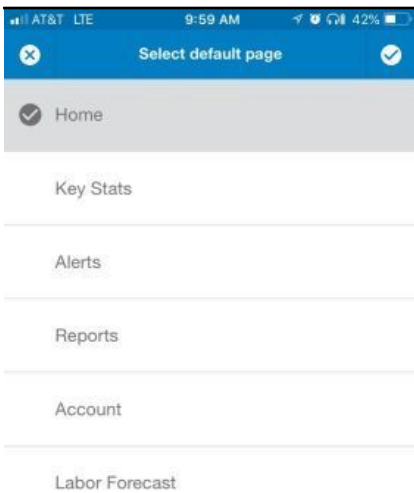 AT&T LTE 9:59 AM 42%
Select default page
Home
Key Stats
Alerts
Reports
Account
Labor Forecast